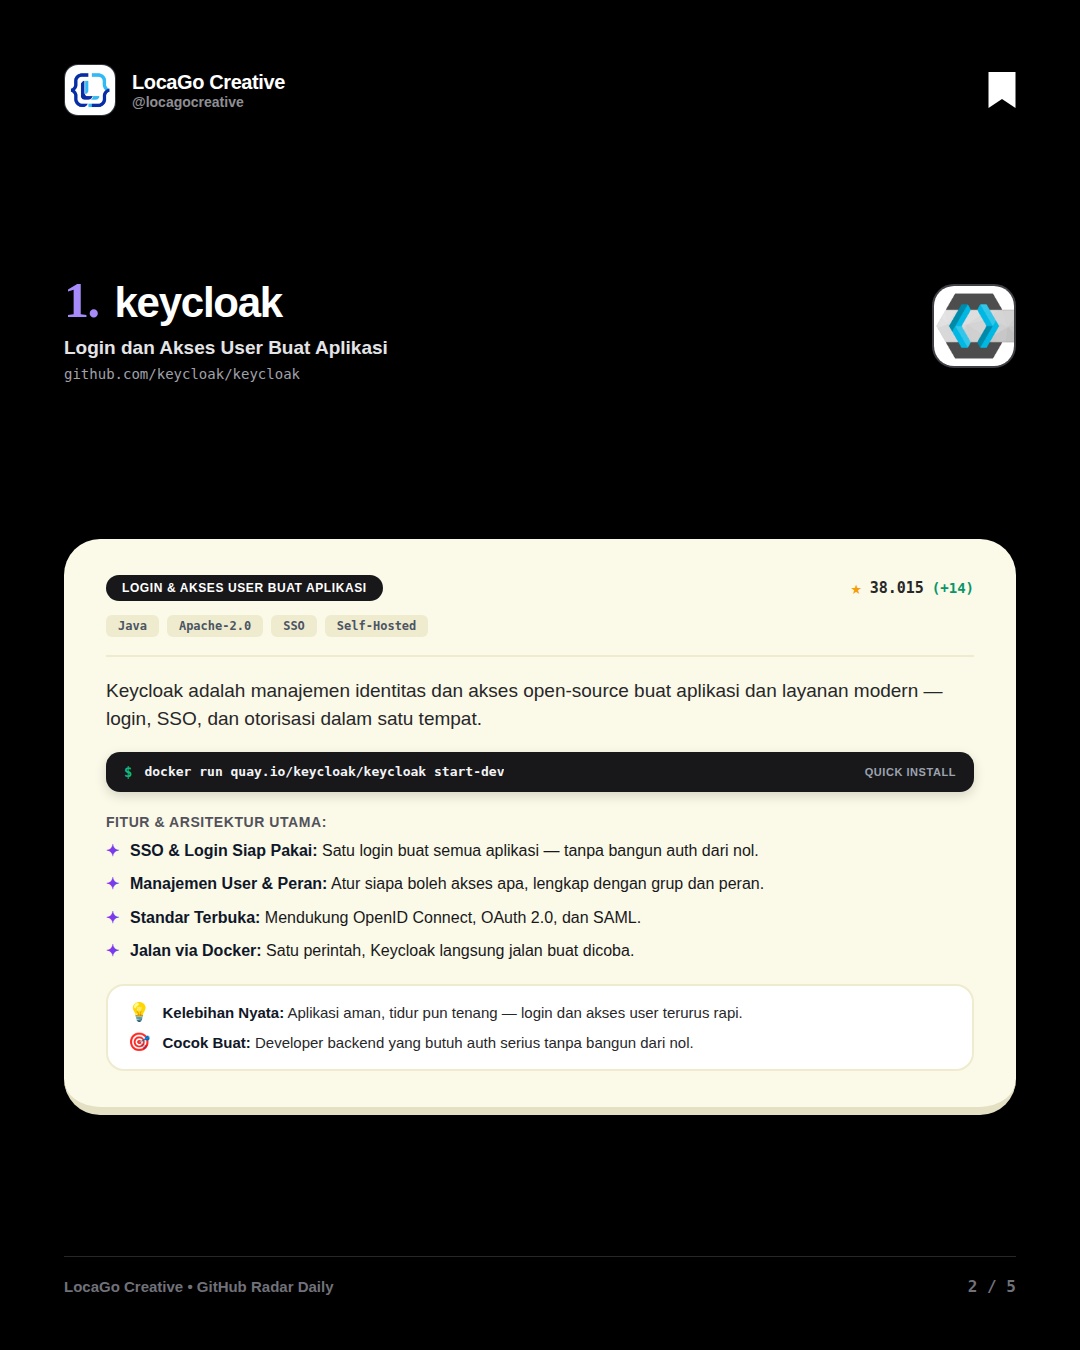 LocaGo Creative
@locagocreative
1. keycloak
Login dan Akses User Buat Aplikasi
github.com/keycloak/keycloak
LOGIN & AKSES USER BUAT APLIKASI
★ 38.015 (+14)
Java Apache-2.0 SSO Self-Hosted
Keycloak adalah manajemen identitas dan akses open-source buat aplikasi dan layanan modern —
login, SSO, dan otorisasi dalam satu tempat.
$ docker run quay.io/keycloak/keycloak start-dev QUICK INSTALL
FITUR & ARSITEKTUR UTAMA:
✦ SSO & Login Siap Pakai: Satu login buat semua aplikasi — tanpa bangun auth dari nol.
✦ Manajemen User & Peran: Atur siapa boleh akses apa, lengkap dengan grup dan peran.
✦ Standar Terbuka: Mendukung OpenID Connect, OAuth 2.0, dan SAML.
✦ Jalan via Docker: Satu perintah, Keycloak langsung jalan buat dicoba.
💡 Kelebihan Nyata: Aplikasi aman, tidur pun tenang — login dan akses user terurus rapi.
🎯 Cocok Buat: Developer backend yang butuh auth serius tanpa bangun dari nol.
LocaGo Creative • GitHub Radar Daily
2 / 5